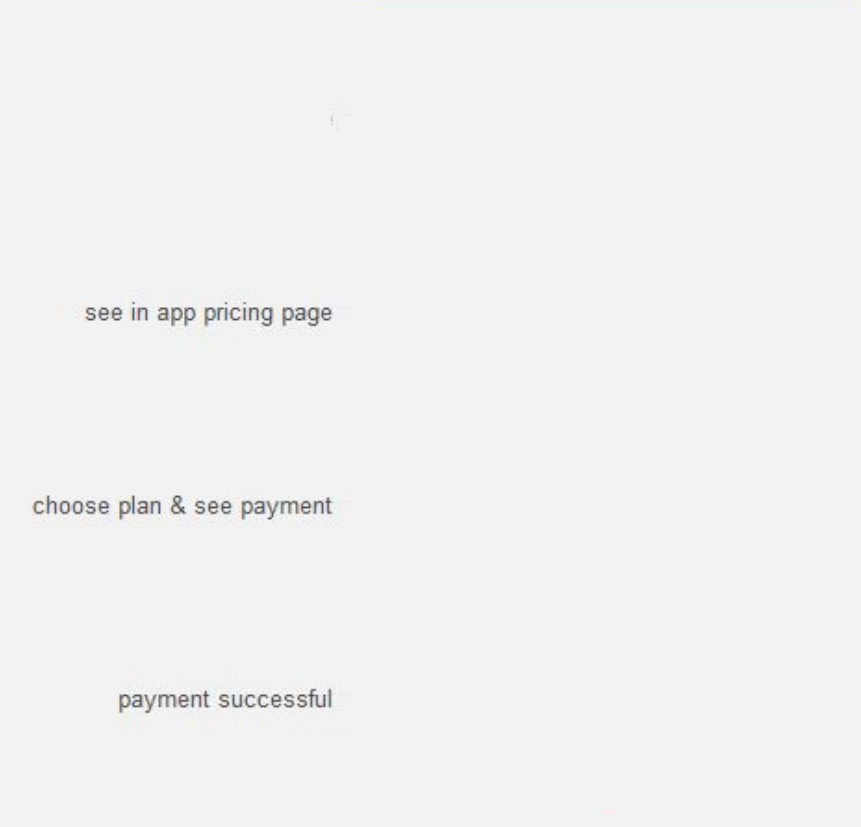 see in app pricing page
choose plan & see payment
payment successful